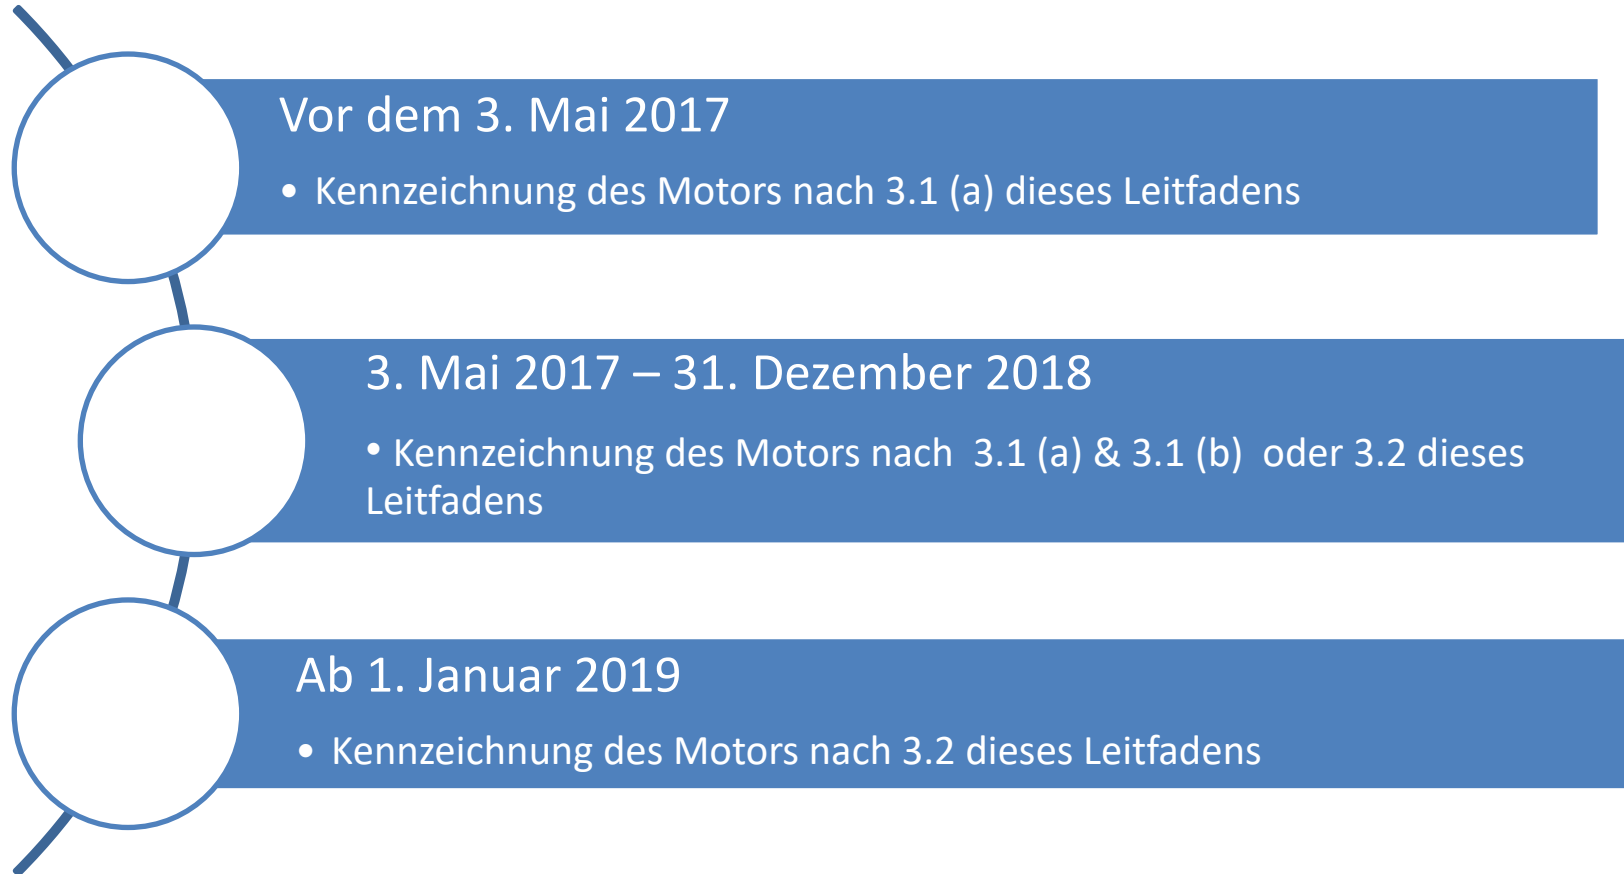 Vor dem 3. Mai 2017
• Kennzeichnung des Motors nach 3.1 (a) dieses Leitfadens
3. Mai 2017 – 31. Dezember 2018
• Kennzeichnung des Motors nach  3.1 (a) & 3.1 (b)  oder 3.2 dieses
Leitfadens
Ab 1. Januar 2019
• Kennzeichnung des Motors nach 3.2 dieses Leitfadens